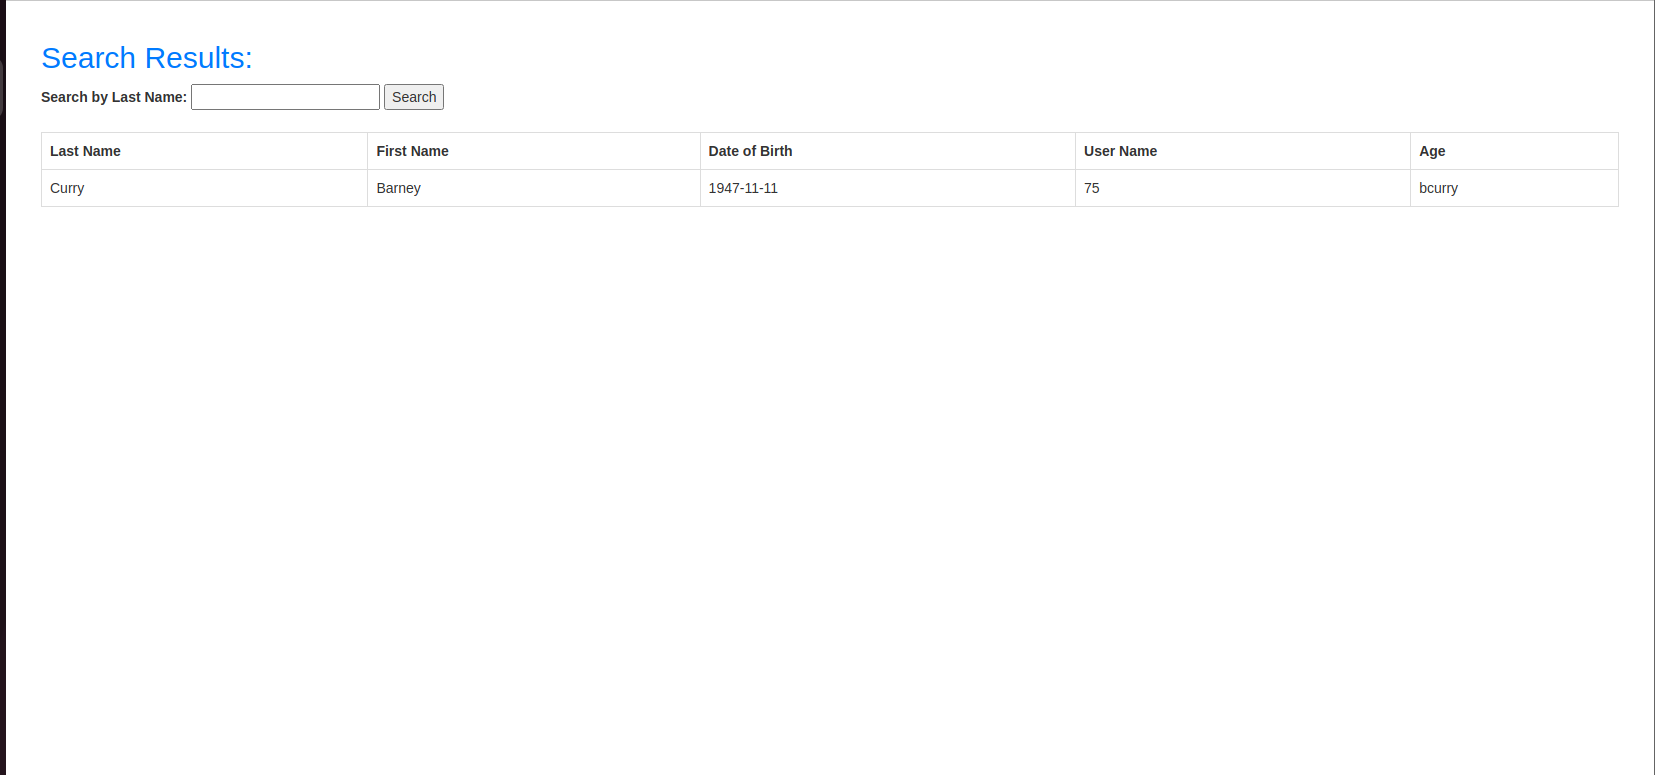 Search Results:
Search by Last Name: Search
Last Name First Name Date of Birth User Name Age
Curry Barney 1947-11-11 75 bcurry